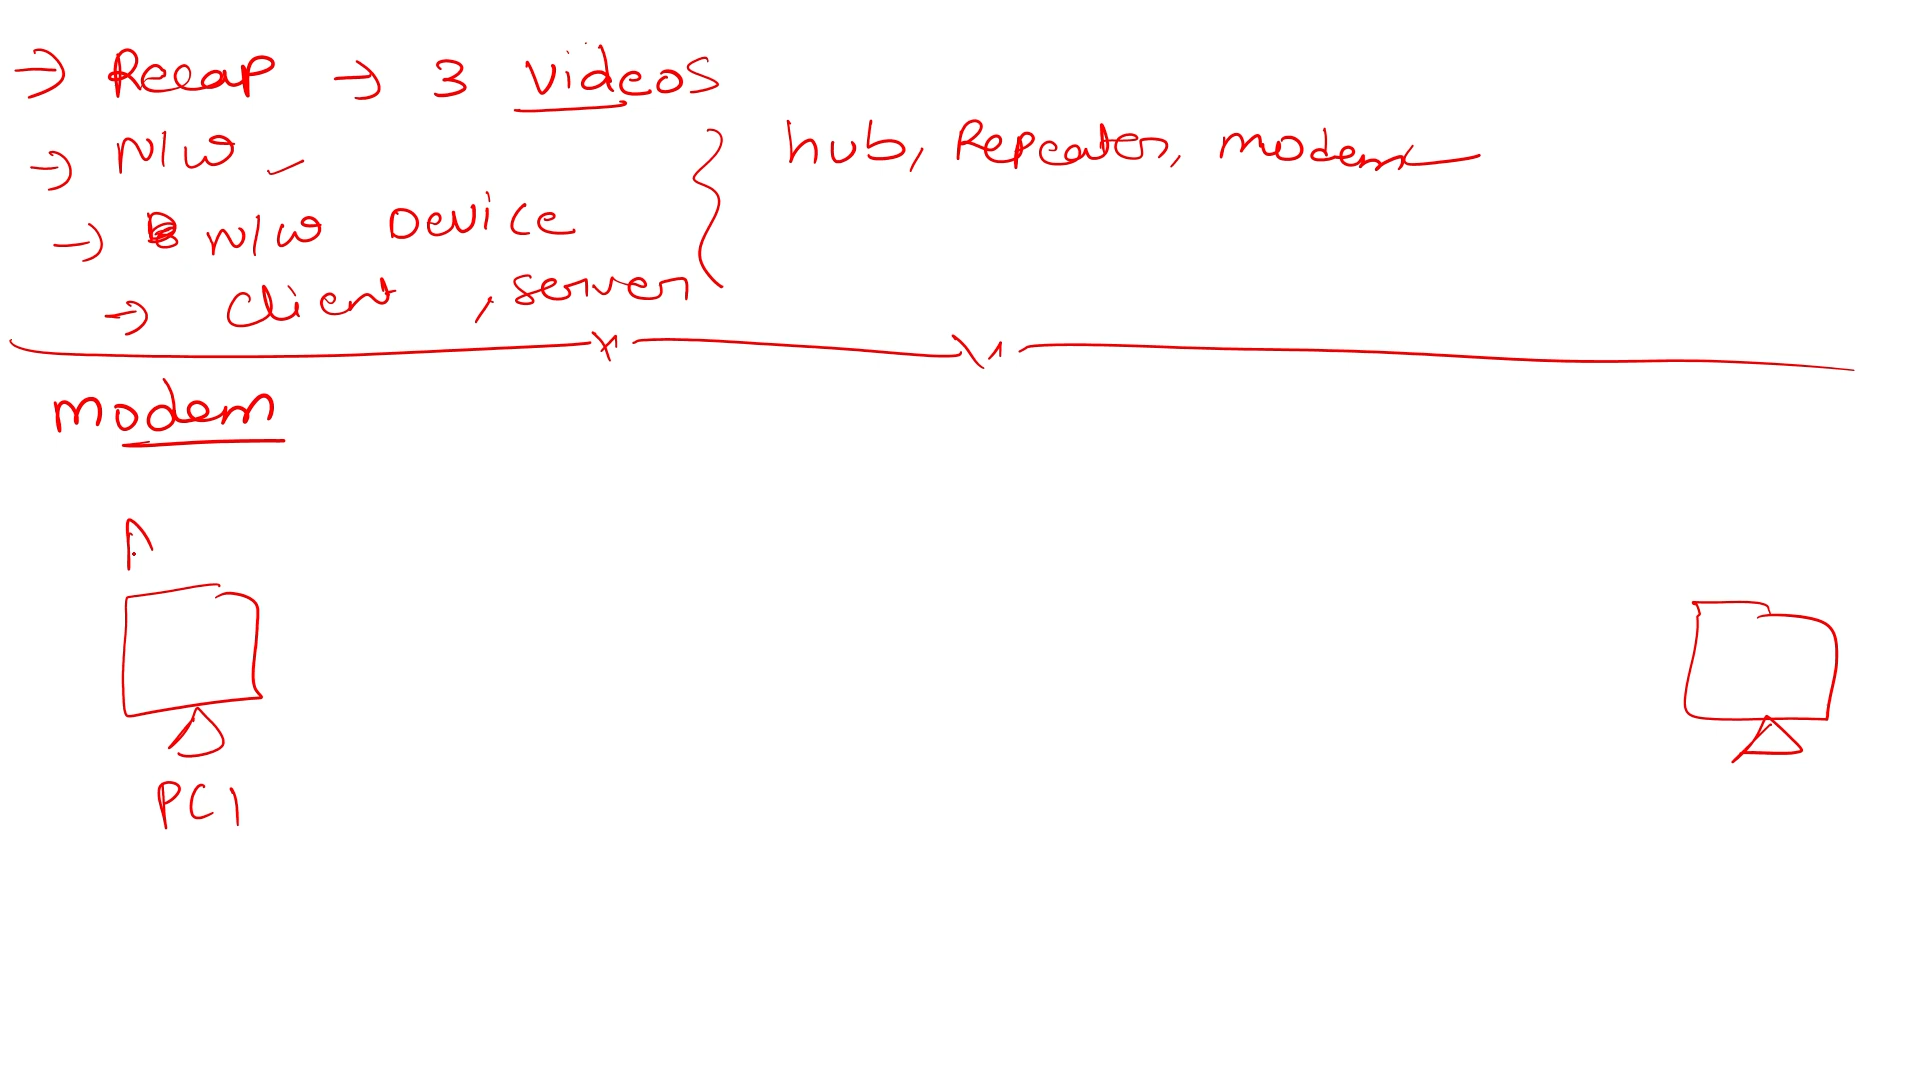 → Recap → 3 videos
→ N/W
→ N/W Device
→ Client, server
hub, Repeater, modem
modem
PC1